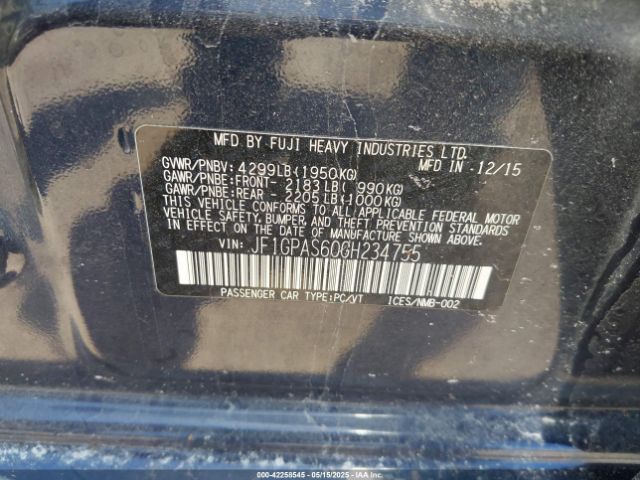 MFD BY FUJI HEAVY INDUSTRIES LTD. MFD IN 12/15
GVWR/PNBV: 4299LB(1950KG)
GAWR/PNBE:FRONT- 2183LB( 990KG)
GAWR/PNBE:REAR - 2205LB(1000KG)
THIS VEHICLE CONFORMS TO ALL APPLICABLE FEDERAL MOTOR
VEHICLE SAFETY, BUMPER, AND THEFT PREVENTION STANDARDS
IN EFFECT ON THE DATE OF MANUFACTURE SHOWN ABOVE.
VIN: JF1GPAS60GH234755
PASSENGER CAR TYPE:PC/VT ICES/NMB-002
000-42258545 - 05/15/2025 - IAAI.COM